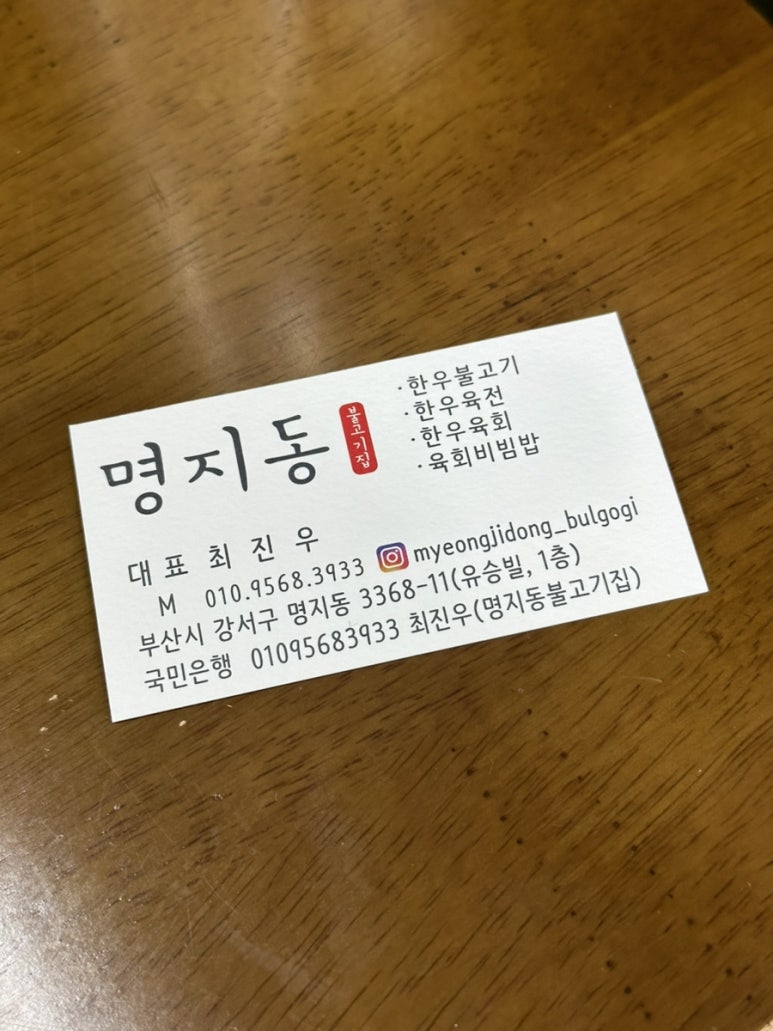 명지동 불고기집
·한우불고기
·한우육전
·한우육회
·육회비빔밥
대표 최진우
M 010.9568.3933 myeongjidong_bulgogi
부산시 강서구 명지동 3368-11(유승빌, 1층)
국민은행 01095683933 최진우(명지동불고기집)